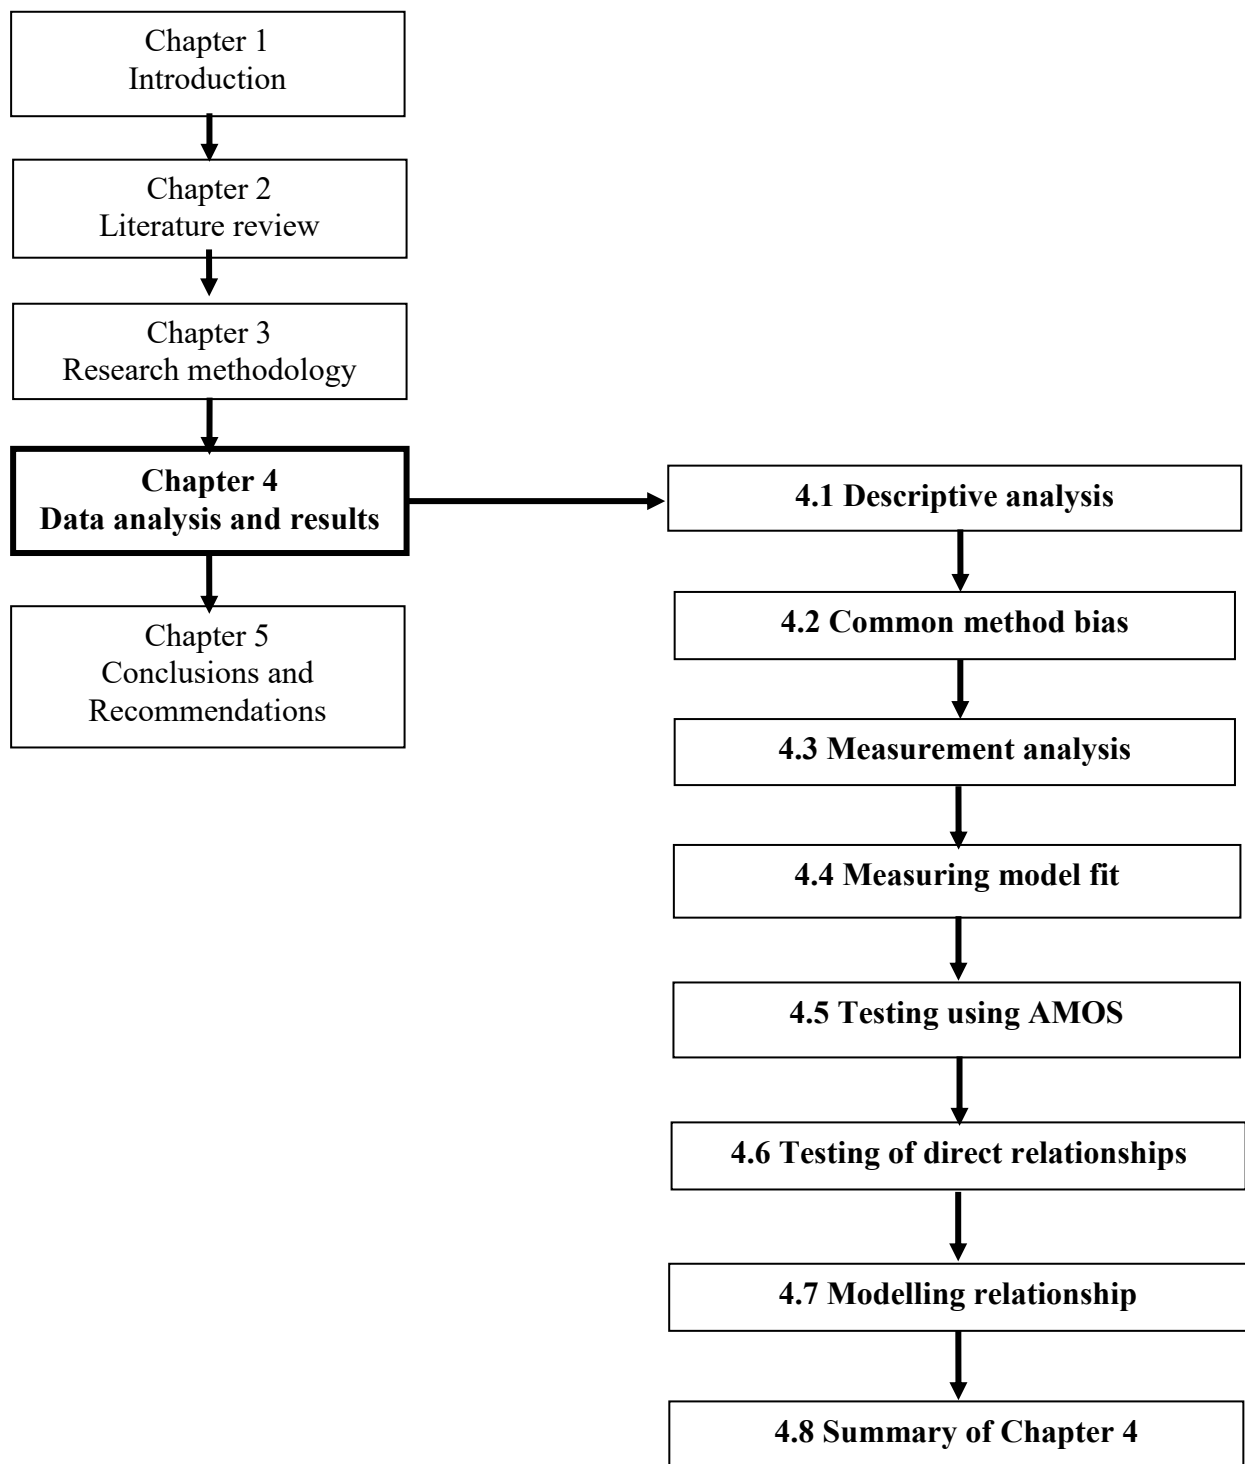 Chapter 1
Introduction
Chapter 2
Literature review
Chapter 3
Research methodology
Chapter 4
Data analysis and results
Chapter 5
Conclusions and
Recommendations
4.1 Descriptive analysis
4.2 Common method bias
4.3 Measurement analysis
4.4 Measuring model fit
4.5 Testing using AMOS
4.6 Testing of direct relationships
4.7 Modelling relationship
4.8 Summary of Chapter 4